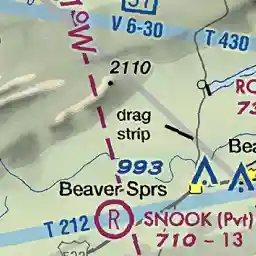 V 6-30
T 430
2110
drag
strip
993
Beaver Sprs
T 212
R
SNOOK (Pvt)
710 - 13